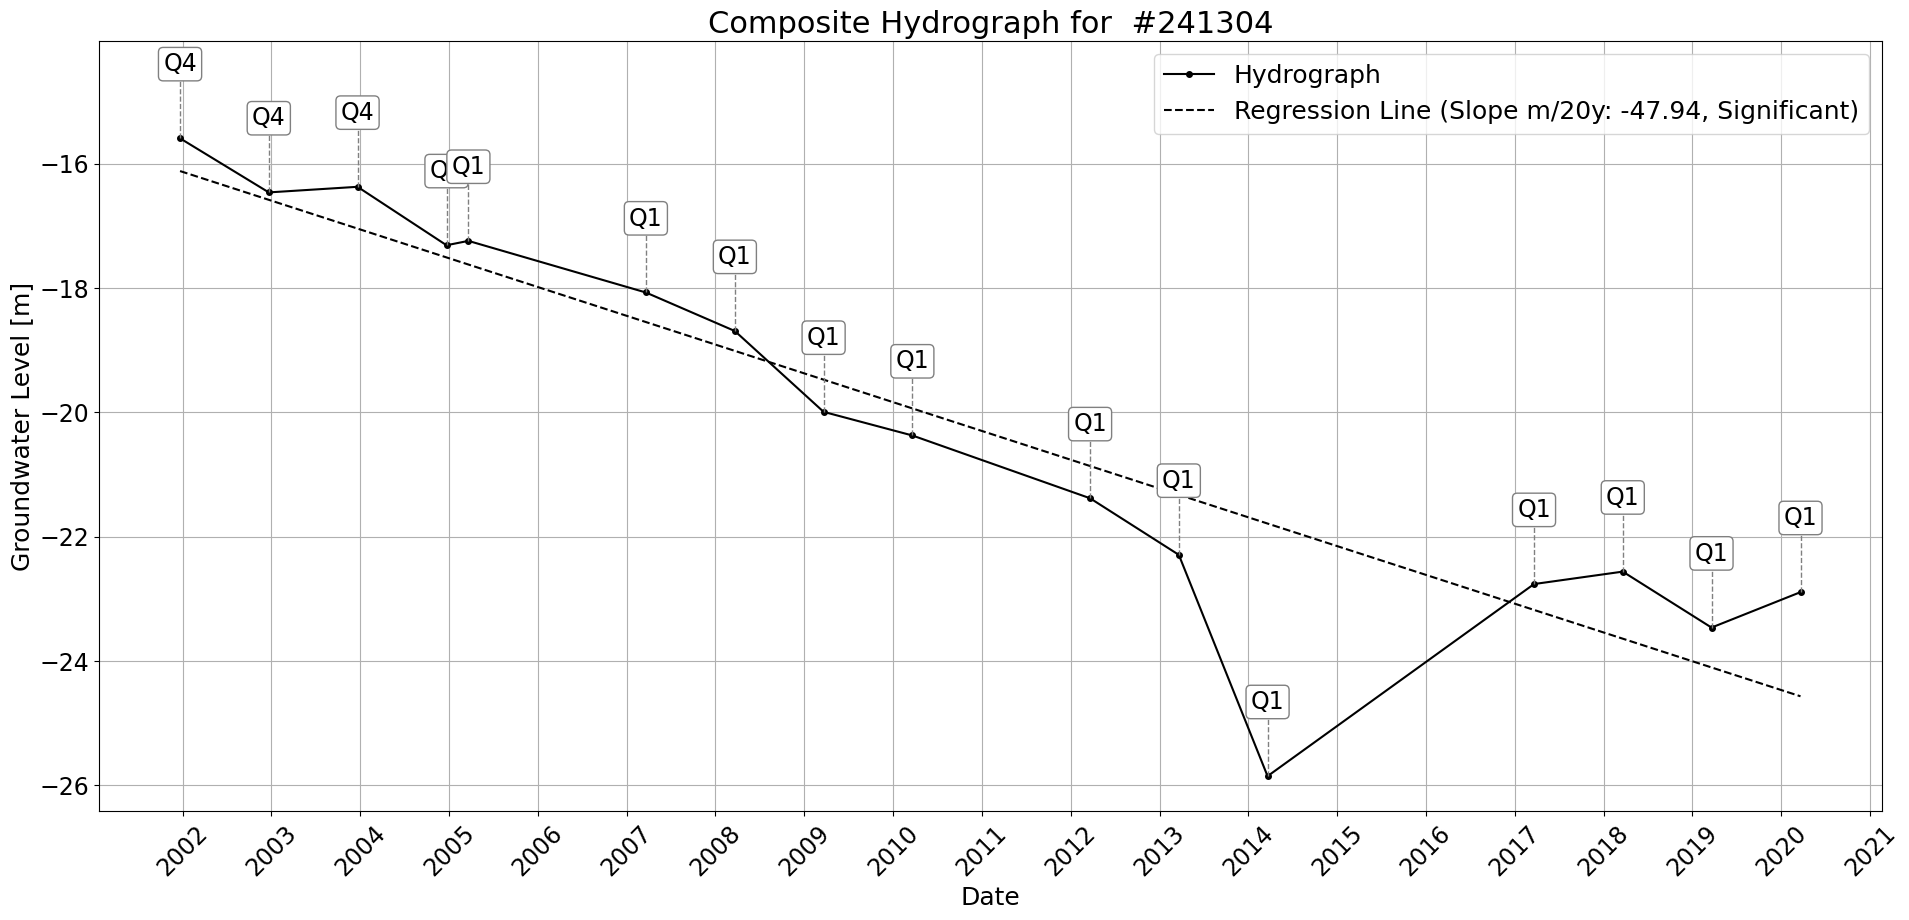 Composite Hydrograph for  #241304
Hydrograph
Regression Line (Slope m/20y: -47.94, Significant)
Q4
Q4
Q4
Q1
Q1
Q1
Q1
Q1
Q1
Q1
Q1
Q1
Q1
Q1
Q1
Groundwater Level [m]
−16
−18
−20
−22
−24
−26
2002
2003
2004
2005
2006
2007
2008
2009
2010
2011
2012
2013
2014
2015
2016
2017
2018
2019
2020
2021
Date